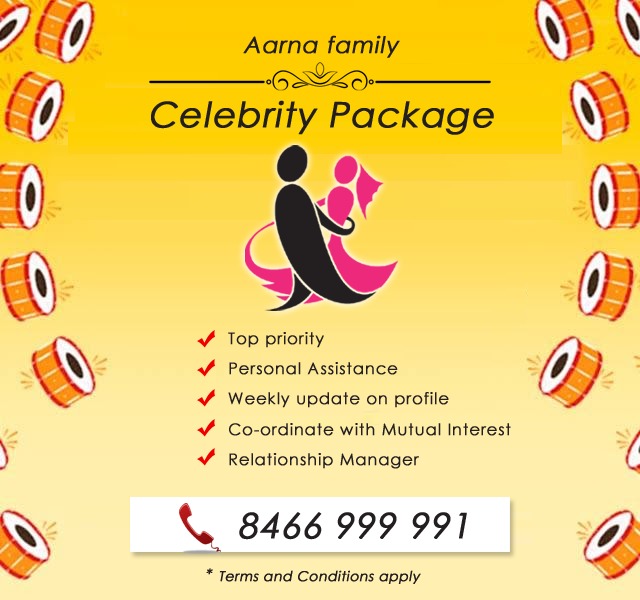 Aarna family
Celebrity Package
Top priority
Personal Assistance
Weekly update on profile
Co-ordinate with Mutual Interest
Relationship Manager
8466 999 991
* Terms and Conditions apply